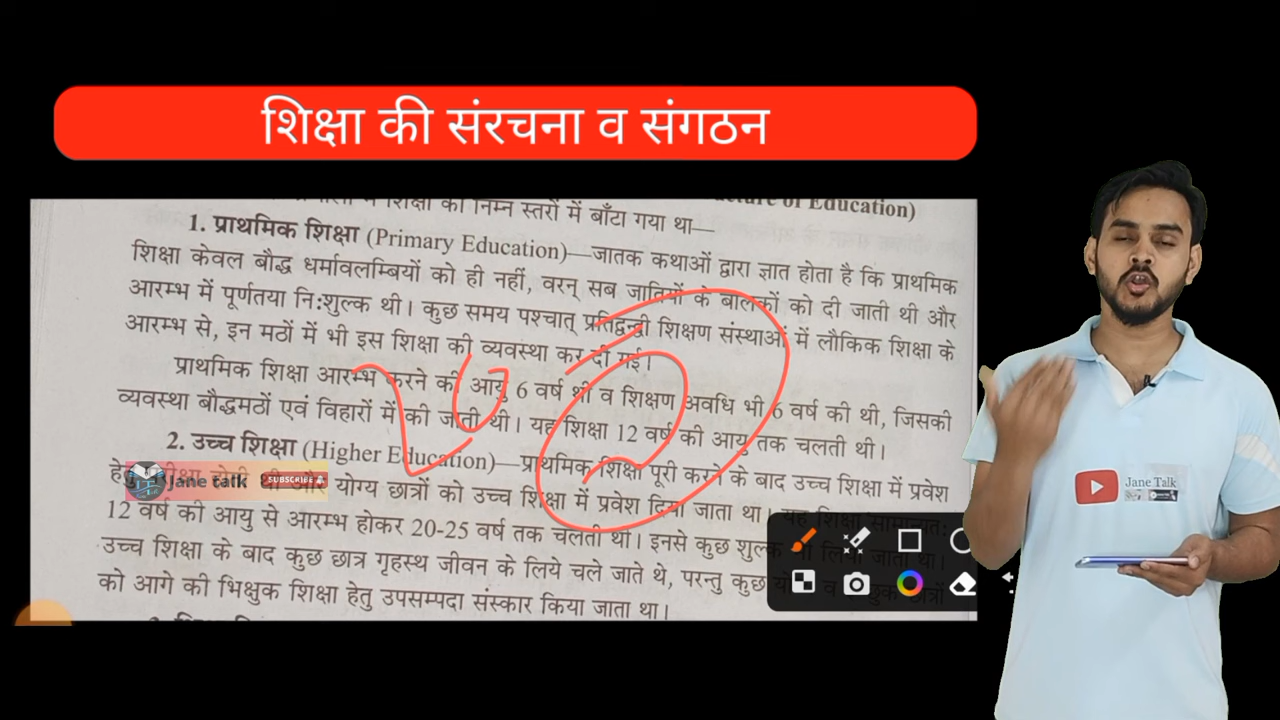 शिक्षा की संरचना व संगठन
में शिक्षा को निम्न स्तरों में बाँटा गया था— of Education)
1. प्राथमिक शिक्षा (Primary Education)—जातक कथाओं द्वारा ज्ञात होता है कि प्राथमिक
शिक्षा केवल बौद्ध धर्मावलम्बियों को ही नहीं, वरन् सब जातियों के बालकों को दी जाती थी और
आरम्भ में पूर्णतया नि:शुल्क थी। कुछ समय पश्चात् प्रतिद्वन्द्वी शिक्षण संस्थाओं में लौकिक शिक्षा के
आरम्भ से, इन मठों में भी इस शिक्षा की व्यवस्था कर दी गई।
प्राथमिक शिक्षा आरम्भ करने की आयु 6 वर्ष थी व शिक्षण अवधि भी 6 वर्ष की थी, जिसकी
व्यवस्था बौद्धमठों एवं विहारों में की जाती थी। यह शिक्षा 12 वर्ष की आयु तक चलती थी।
2. उच्च शिक्षा (Higher Education)—प्राथमिक शिक्षा पूरी करने के बाद उच्च शिक्षा में प्रवेश
योग्य छात्रों को उच्च शिक्षा में प्रवेश दिया जाता था। यह शिक्षा सामान्यत:
12 वर्ष की आयु से आरम्भ होकर 20-25 वर्ष तक चलती थी। इनसे कुछ शुल्क भी लिया जाता था।
उच्च शिक्षा के बाद कुछ छात्र गृहस्थ जीवन के लिये चले जाते थे, परन्तु कुछ छात्रों
को आगे की भिक्षुक शिक्षा हेतु उपसम्पदा संस्कार किया जाता था।
Jane talk
SUBSCRIBE
Jane Talk